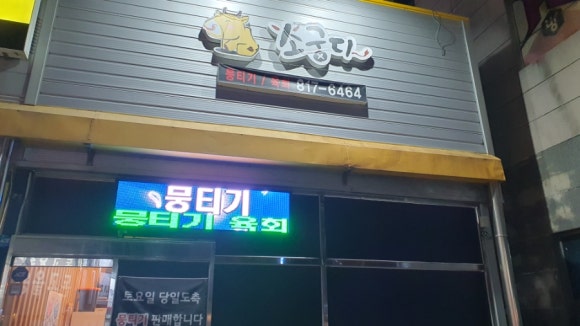 소궁디
뭉티기 / 육회 817-6464
뭉티기
뭉티기 육회
토요일 당일도축
뭉티기 판매합니다